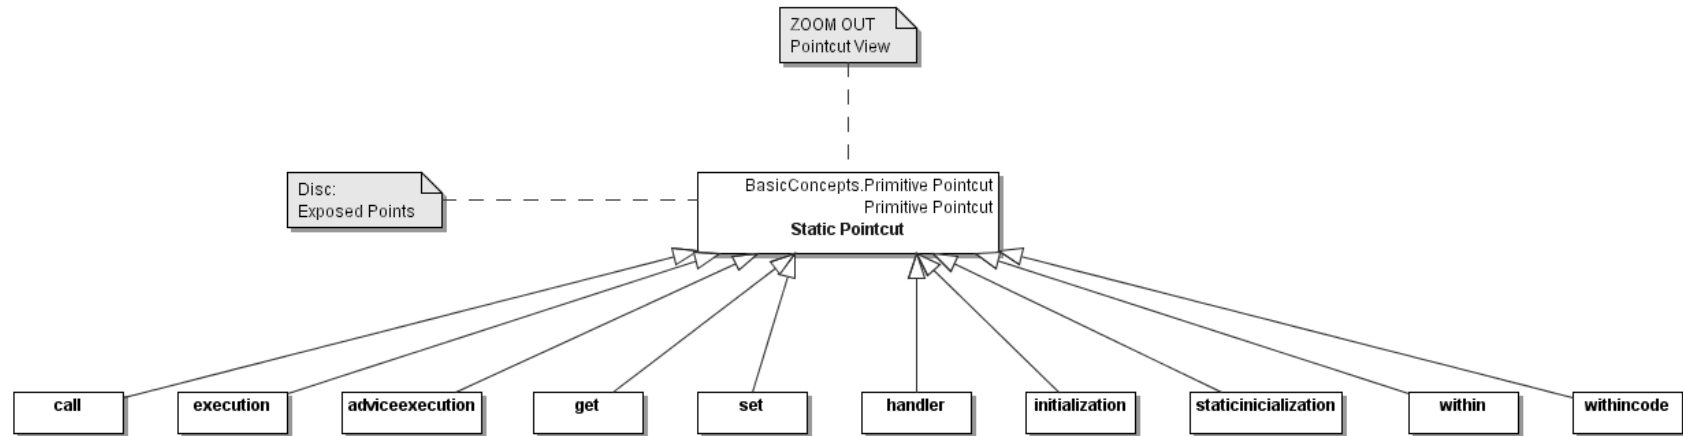 ZOOM OUT
Pointcut View
Disc:
Exposed Points
BasicConcepts.Primitive Pointcut
Primitive Pointcut
Static Pointcut
call
execution
adviceexecution
get
set
handler
initialization
staticinicialization
within
withincode